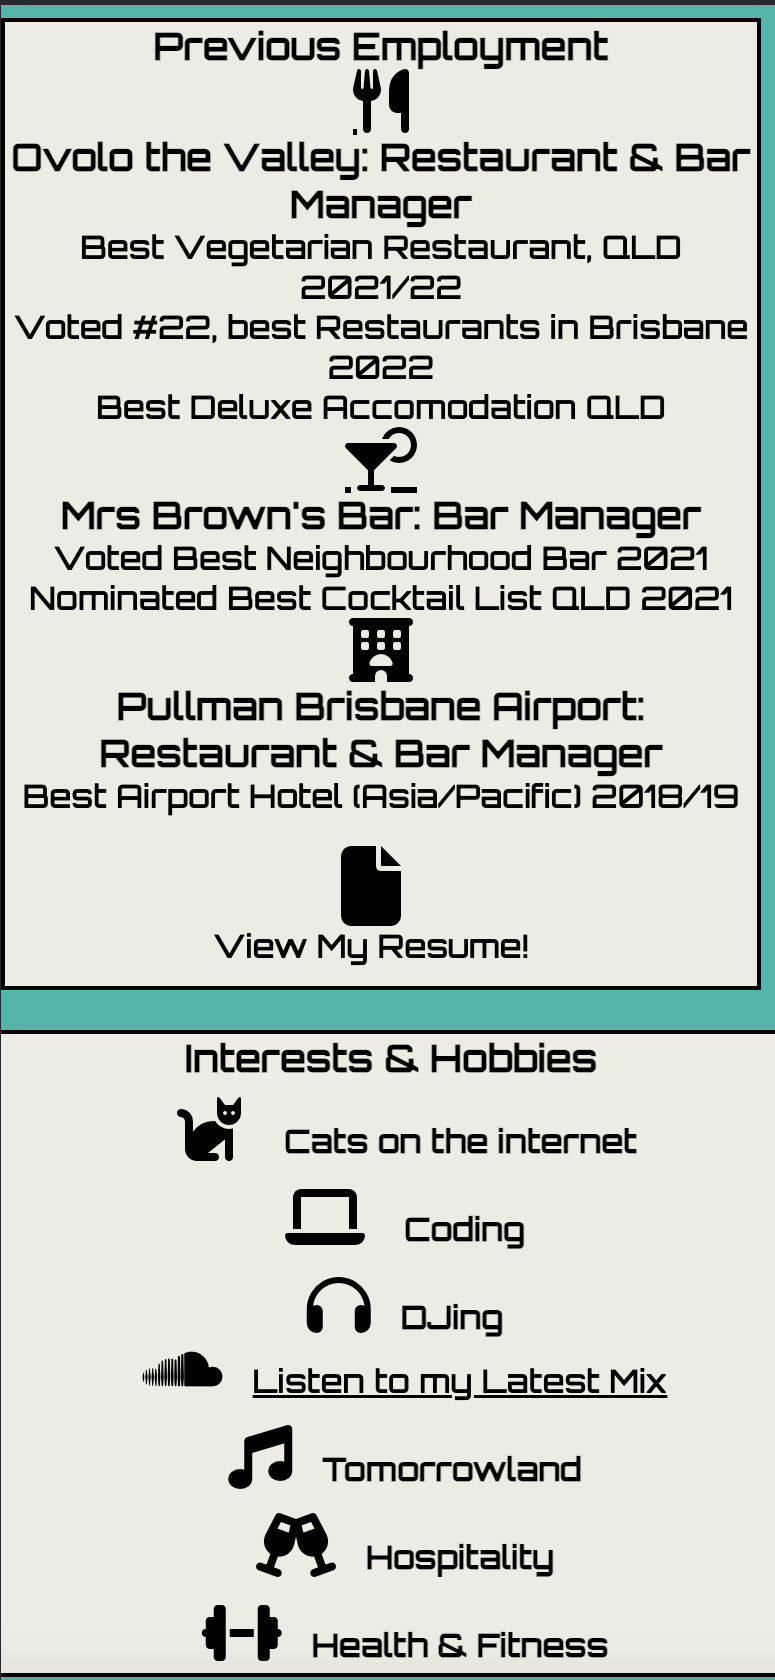 Previous Employment
Ovolo the Valley: Restaurant & Bar
Manager
Best Vegetarian Restaurant, QLD
2021/22
Voted #22, best Restaurants in Brisbane
2022
Best Deluxe Accomodation QLD
Mrs Brown's Bar: Bar Manager
Voted Best Neighbourhood Bar 2021
Nominated Best Cocktail List QLD 2021
Pullman Brisbane Airport:
Restaurant & Bar Manager
Best Airport Hotel (Asia/Pacific) 2018/19
View My Resume!
Interests & Hobbies
Cats on the internet
Coding
DJing
Listen to my Latest Mix
Tomorrowland
Hospitality
Health & Fitness